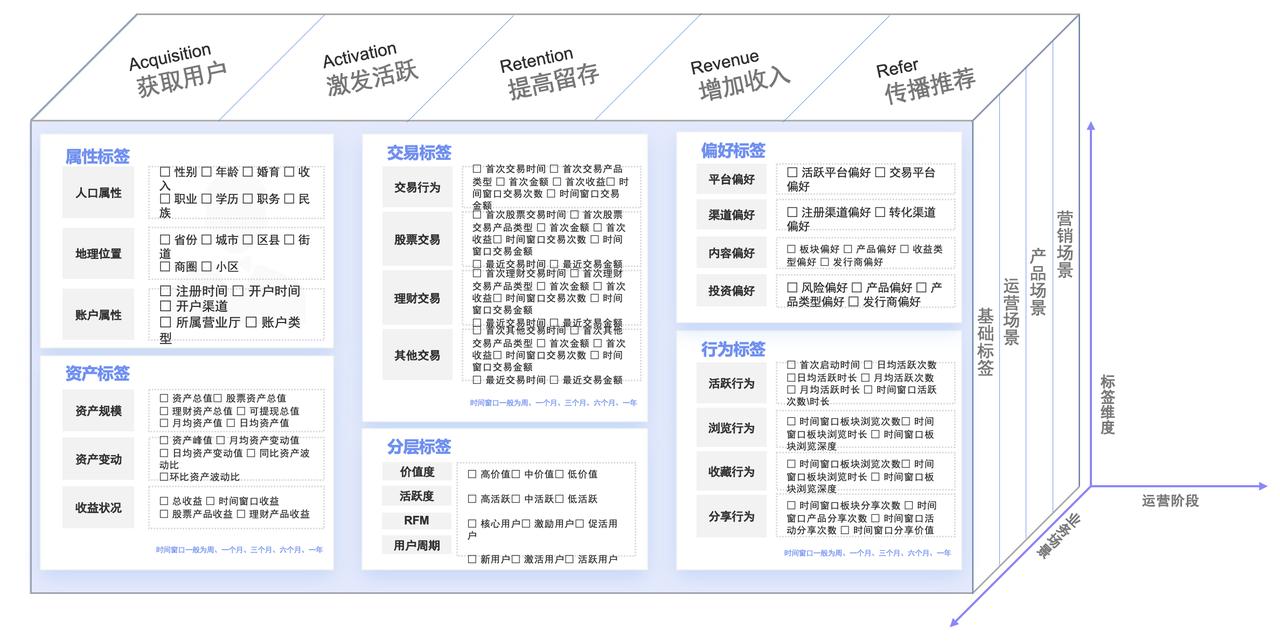 Acquisition
获取用户
Activation
激发活跃
Retention
提高留存
Revenue
增加收入
Refer
传播推荐
属性标签
人口属性
☐ 性别 ☐ 年龄 ☐ 婚育 ☐ 收
入
☐ 职业 ☐ 学历 ☐ 职务 ☐ 民
族
地理位置
☐ 省份 ☐ 城市 ☐ 区县 ☐ 街
道
☐ 商圈 ☐ 小区
账户属性
☐ 注册时间 ☐ 开户时间
☐ 开户渠道
☐ 所属营业厅 ☐ 账户类
型
资产标签
资产规模
☐ 资产总值☐ 股票资产总值
☐ 理财资产总值 ☐ 可提现总值
☐ 月均资产值 ☐ 日均资产值
资产变动
☐ 资产峰值 ☐ 月均资产变动值
☐ 日均资产变动值 ☐ 同比资产波
动比
☐环比资产波动比
收益状况
☐ 总收益 ☐ 时间窗口收益
☐ 股票产品收益 ☐ 理财产品收益
时间窗口一般为周、一个月、三个月、六个月、一年
交易标签
交易行为
☐ 首次交易时间 ☐ 首次交易产品
类型 ☐ 首次金额 ☐ 首次收益☐ 时
间窗口交易次数 ☐ 时间窗口交易
金额
股票交易
☐ 首次股票交易时间 ☐ 首次股票
交易产品类型 ☐ 首次金额 ☐ 首次
收益☐ 时间窗口交易次数 ☐ 时间
窗口交易金额
☐ 最近交易时间 ☐ 最近交易金额
理财交易
☐ 首次理财交易时间 ☐ 首次理财
交易产品类型 ☐ 首次金额 ☐ 首次
收益☐ 时间窗口交易次数 ☐ 时间
窗口交易金额
☐ 最近交易时间 ☐ 最近交易金额
其他交易
☐ 首次其他交易时间 ☐ 首次其他
交易产品类型 ☐ 首次金额 ☐ 首次
收益☐ 时间窗口交易次数 ☐ 时间
窗口交易金额
☐ 最近交易时间 ☐ 最近交易金额
时间窗口一般为周、一个月、三个月、六个月、一年
分层标签
价值度
☐ 高价值☐ 中价值☐ 低价值
活跃度
☐ 高活跃☐ 中活跃☐ 低活跃
RFM
☐ 核心用户☐ 激励用户☐ 促活用
户
用户周期
☐ 新用户☐ 激活用户☐ 活跃用户
偏好标签
平台偏好
☐ 活跃平台偏好 ☐ 交易平台
偏好
渠道偏好
☐ 注册渠道偏好 ☐ 转化渠道
偏好
内容偏好
☐ 板块偏好 ☐ 产品偏好 ☐ 收益类
型偏好 ☐ 发行商偏好
投资偏好
☐ 风险偏好 ☐ 产品偏好 ☐ 产
品类型偏好 ☐ 发行商偏好
行为标签
活跃行为
☐ 首次启动时间 ☐ 日均活跃次数
☐日均活跃时长 ☐ 月均活跃次数
☐ 月均活跃时长 ☐ 时间窗口活跃
次数\时长
浏览行为
☐ 时间窗口板块浏览次数☐ 时间
窗口板块浏览时长 ☐ 时间窗口板
块浏览深度
收藏行为
☐ 时间窗口板块浏览次数☐ 时间
窗口板块浏览时长 ☐ 时间窗口板
块浏览深度
分享行为
☐ 时间窗口板块分享次数 ☐ 时间
窗口产品分享次数 ☐ 时间窗口活
动分享次数 ☐ 时间窗口分享价值
时间窗口一般为周、一个月、三个月、六个月、一年
基础标签
运营场景
产品场景
营销场景
标签维度
运营阶段
业务场景